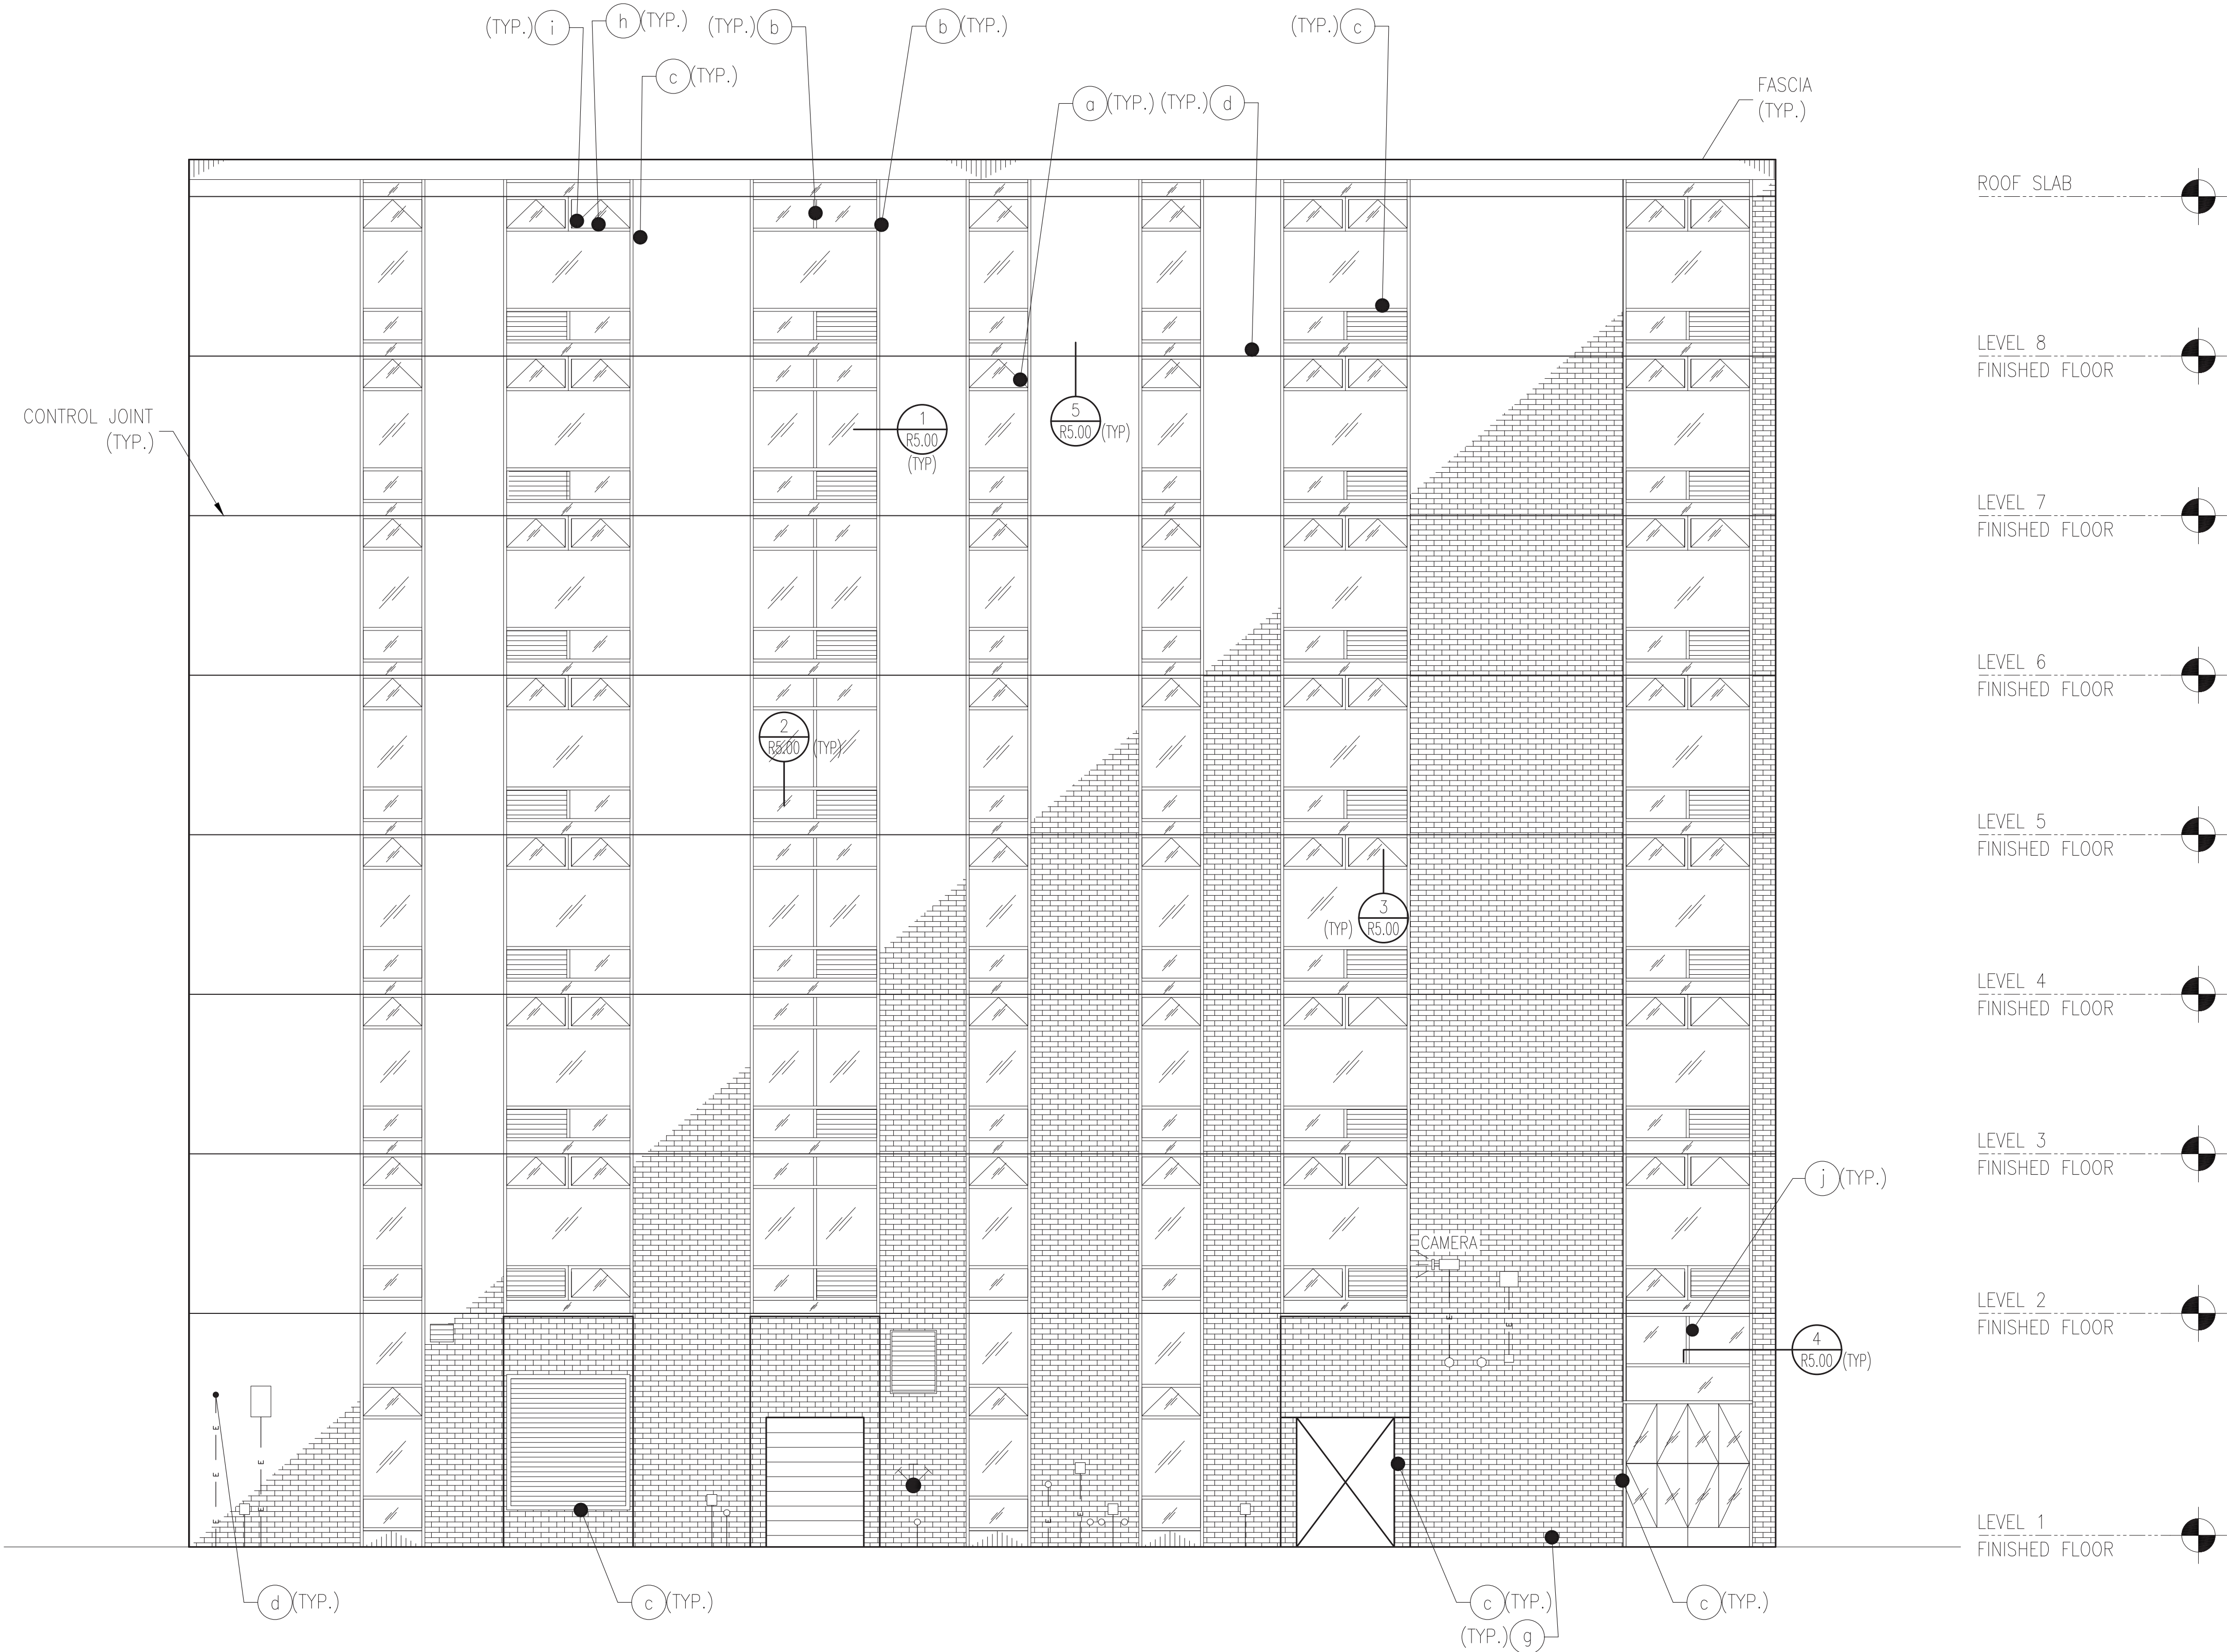 (TYP.) i
h (TYP.)
(TYP.) b
b (TYP.)
(TYP.) c
c (TYP.)
a (TYP.)
(TYP.) d
FASCIA
(TYP.)
ROOF SLAB
LEVEL 8
FINISHED FLOOR
CONTROL JOINT
(TYP.)
1
R5.00
(TYP)
5
R5.00 (TYP)
LEVEL 7
FINISHED FLOOR
LEVEL 6
FINISHED FLOOR
2
R5.00 (TYP)
LEVEL 5
FINISHED FLOOR
3
(TYP) R5.00
LEVEL 4
FINISHED FLOOR
LEVEL 3
FINISHED FLOOR
j (TYP.)
CAMERA
LEVEL 2
FINISHED FLOOR
4
R5.00 (TYP)
E
E
E
E
E
E
E
E
E
LEVEL 1
FINISHED FLOOR
d (TYP.)
c (TYP.)
c (TYP.)
c (TYP.)
(TYP.) g